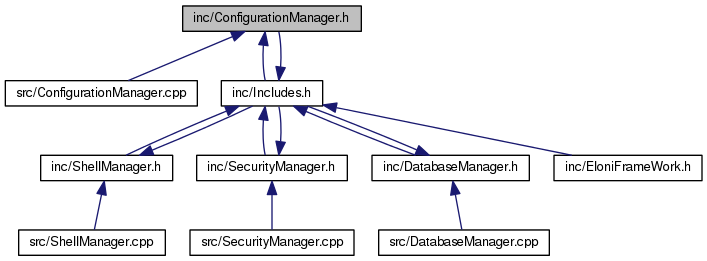 inc/ConfigurationManager.h
src/ConfigurationManager.cpp
inc/Includes.h
inc/ShellManager.h
inc/SecurityManager.h
inc/DatabaseManager.h
inc/EloniFrameWork.h
src/ShellManager.cpp
src/SecurityManager.cpp
src/DatabaseManager.cpp